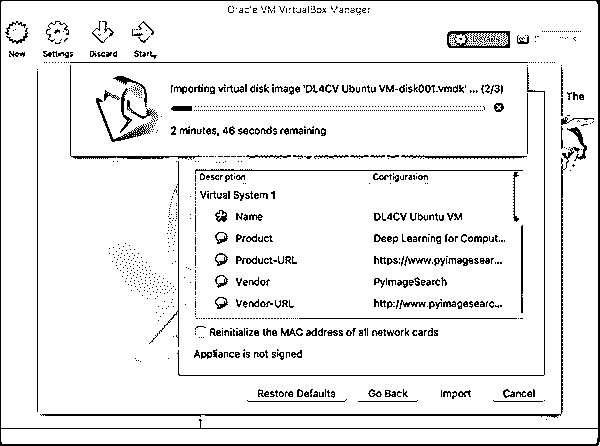 Oracle VM VirtualBox Manager
New Settings Discard Start
Importing virtual disk image 'DL4CV Ubuntu VM-disk001.vmdk' ... (2/3)
The
2 minutes, 46 seconds remaining
Description Configuration
Virtual System 1
Name DL4CV Ubuntu VM
Product Deep Learning for Comput...
Product-URL https://www.pyimagesear...
Vendor PyImageSearch
Vendor-URL http://www.pyimagesearc...
Reinitialize the MAC address of all network cards
Appliance is not signed
Restore Defaults Go Back Import Cancel